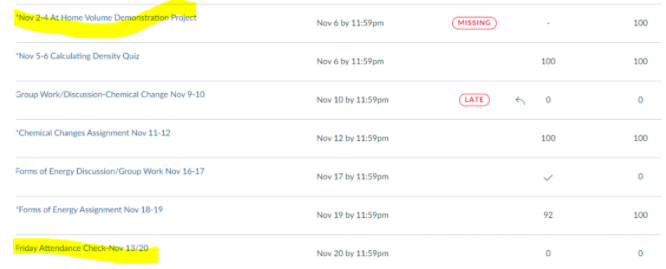 *Nov 2-4 At Home Volume Demonstration Project Nov 6 by 11:59pm MISSING - 100
*Nov 5-6 Calculating Density Quiz Nov 6 by 11:59pm 100 100
Group Work/Discussion-Chemical Change Nov 9-10 Nov 10 by 11:59pm LATE 0 0
*Chemical Changes Assignment Nov 11-12 Nov 12 by 11:59pm 100 100
Forms of Energy Discussion/Group Work Nov 16-17 Nov 17 by 11:59pm 0
*Forms of Energy Assignment Nov 18-19 Nov 19 by 11:59pm 92 100
Friday Attendance Check-Nov 13/20 Nov 20 by 11:59pm 0 0